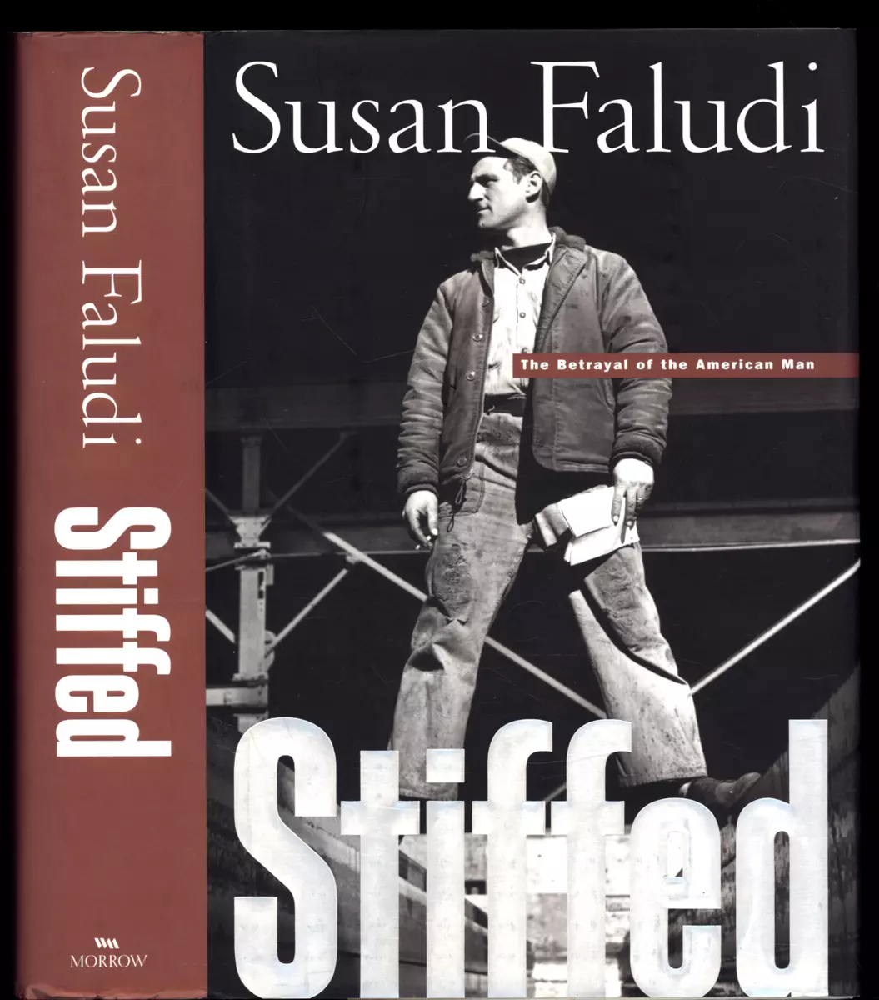 Susan Faludi
Stiffed
MORROW
Susan Faludi
The Betrayal of the American Man
Stiffed